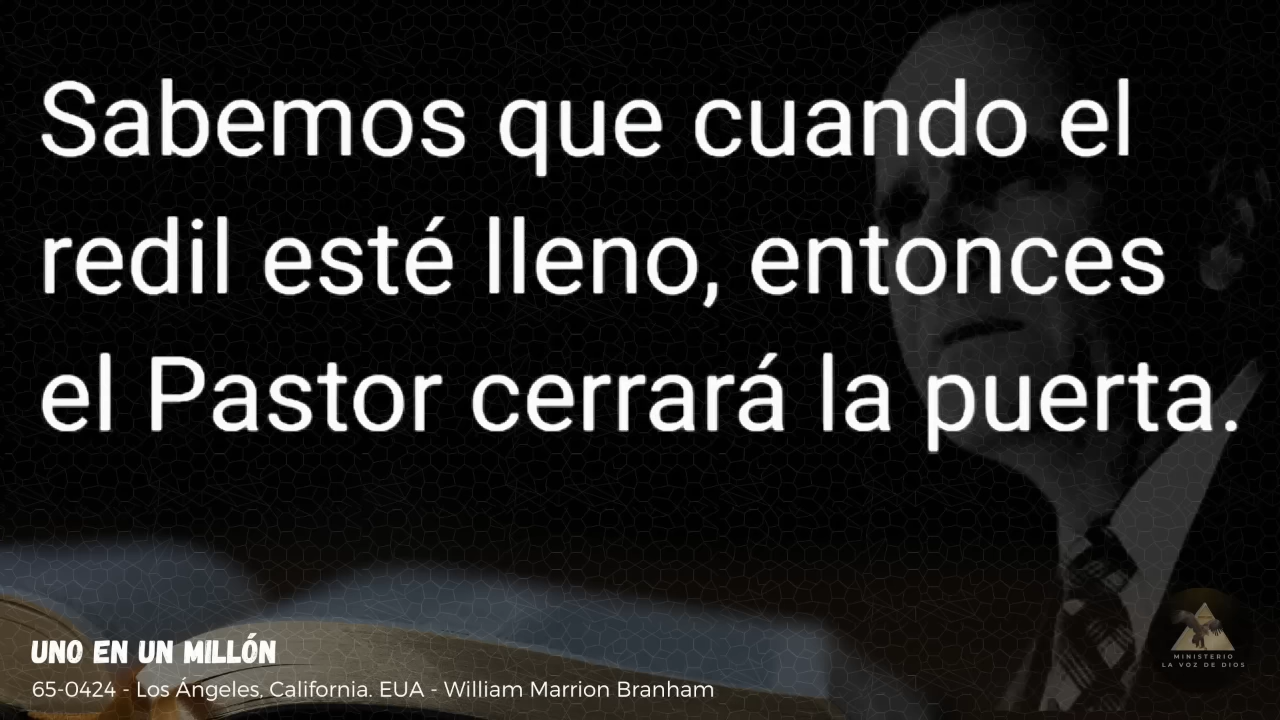 Sabemos que cuando el
redil esté lleno, entonces
el Pastor cerrará la puerta.
UNO EN UN MILLÓN
65-0424 - Los Ángeles, California. EUA - William Marrion Branham
MINISTERIO
LA VOZ DE DIOS